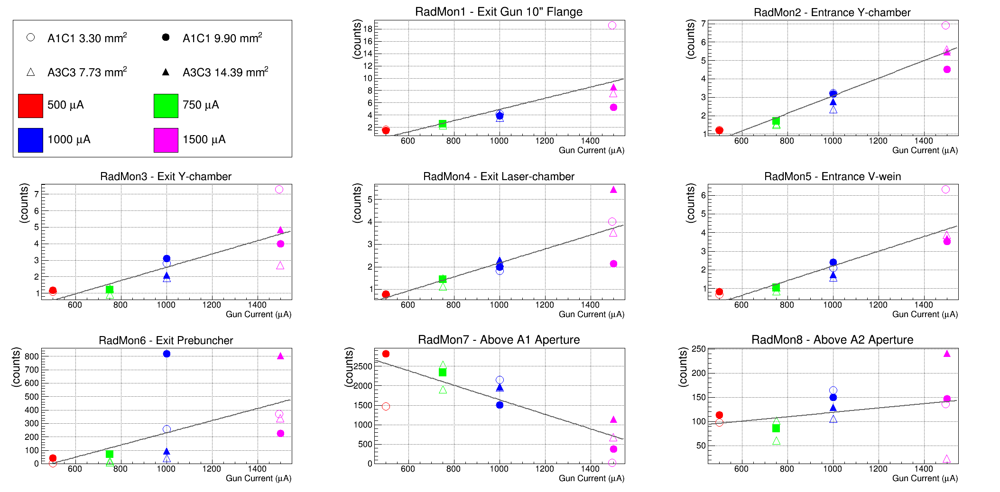 A1C1 3.30 mm²
A1C1 9.90 mm²
A3C3 7.73 mm²
A3C3 14.39 mm²
500 μA
750 μA
1000 μA
1500 μA
RadMon1 - Exit Gun 10" Flange
(counts)
18
16
14
12
10
8
6
4
2
600 800 1000 1200 1400
Gun Current (μA)
RadMon2 - Entrance Y-chamber
(counts)
7
6
5
4
3
2
1
600 800 1000 1200 1400
Gun Current (μA)
RadMon3 - Exit Y-chamber
(counts)
7
6
5
4
3
2
1
600 800 1000 1200 1400
Gun Current (μA)
RadMon4 - Exit Laser-chamber
(counts)
5
4
3
2
1
600 800 1000 1200 1400
Gun Current (μA)
RadMon5 - Entrance V-wein
(counts)
6
5
4
3
2
1
600 800 1000 1200 1400
Gun Current (μA)
RadMon6 - Exit Prebuncher
(counts)
800
700
600
500
400
300
200
100
0
600 800 1000 1200 1400
Gun Current (μA)
RadMon7 - Above A1 Aperture
(counts)
2500
2000
1500
1000
500
0
600 800 1000 1200 1400
Gun Current (μA)
RadMon8 - Above A2 Aperture
(counts)
250
200
150
100
50
600 800 1000 1200 1400
Gun Current (μA)